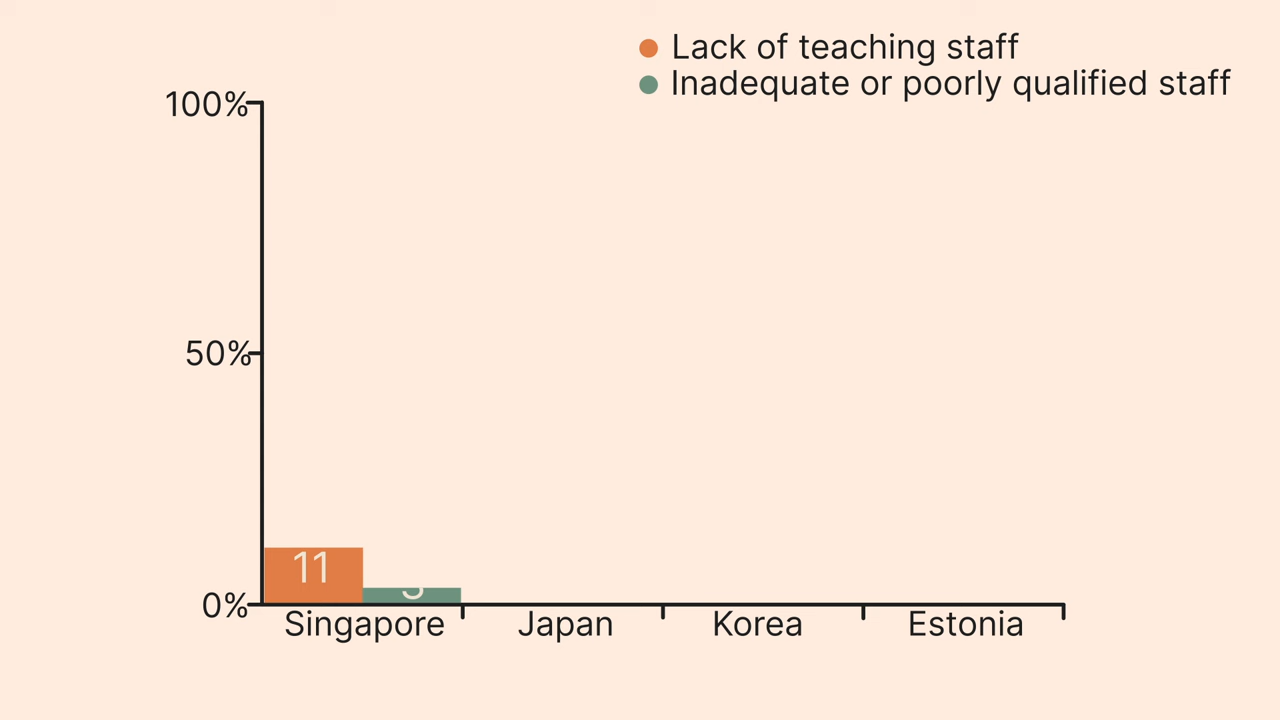 Lack of teaching staff
Inadequate or poorly qualified staff
100%
50%
0%
11
Singapore
Japan
Korea
Estonia